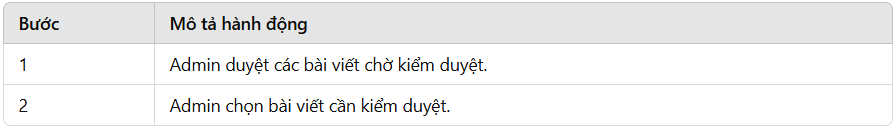 Bước Mô tả hành động
1 Admin duyệt các bài viết chờ kiểm duyệt.
2 Admin chọn bài viết cần kiểm duyệt.